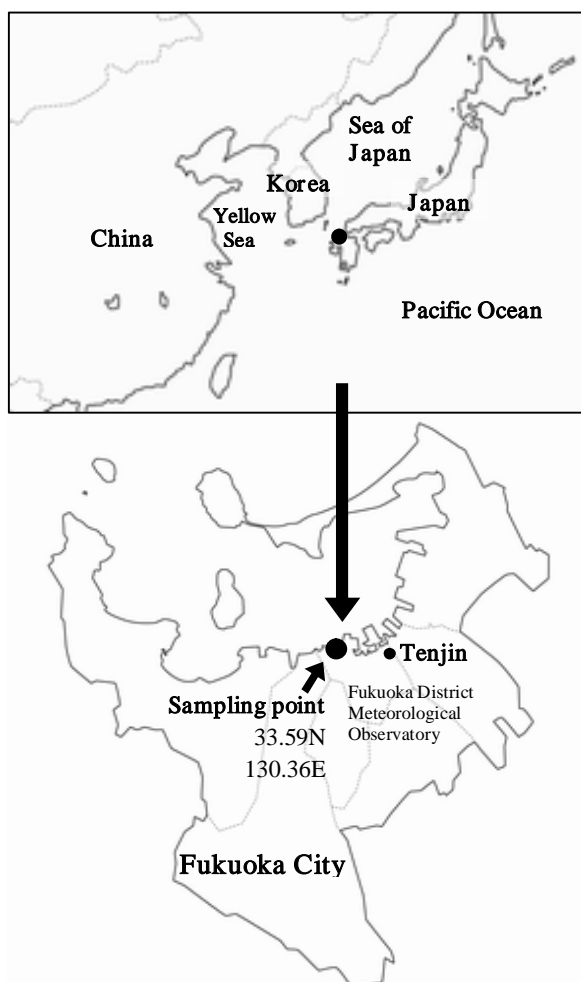 Sea of
Japan
Korea
Japan
Yellow
Sea
China
Pacific Ocean
Tenjin
Sampling point
33.59N
130.36E
Fukuoka District
Meteorological
Observatory
Fukuoka City